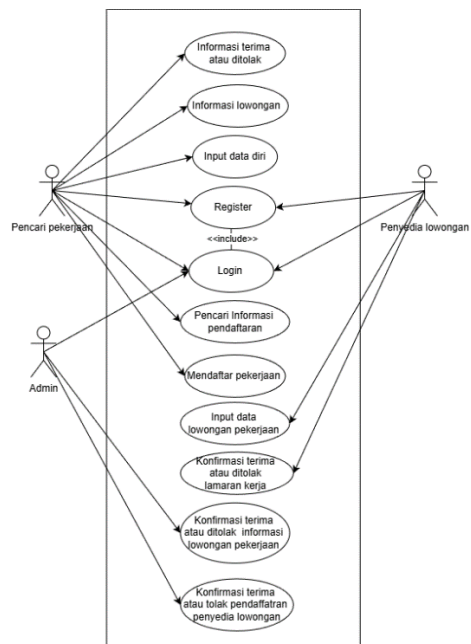 Informasi terima
atau ditolak
Informasi lowongan
Input data diri
Register
Pencari pekerjaan
Penyedia lowongan
<<include>>
Login
Pencari Informasi
pendaftaran
Admin
Mendaftar pekerjaan
Input data
lowongan pekerjaan
Konfirmasi terima
atau ditolak
lamaran kerja
Konfirmasi terima
atau ditolak informasi
lowongan pekerjaan
Konfirmasi terima
atau tolak pendaffatran
penyedia lowongan